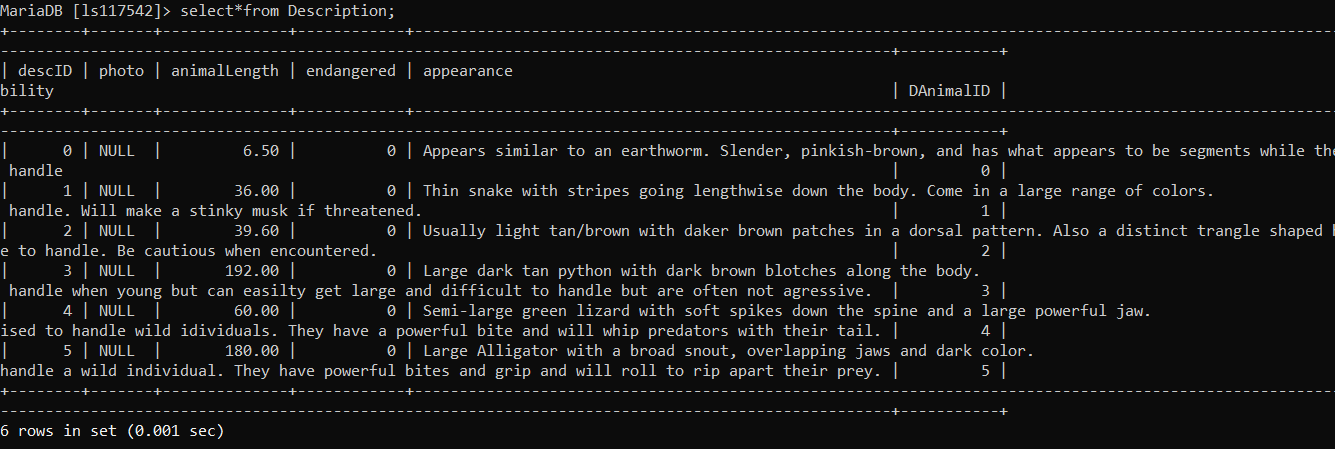 MariaDB [ls117542]> select*from Description;
+--------+-------+--------------+------------+-------------------------------------------------------------------------------------------
-----------------------------------------------------------------------------------------+-----------+
| descID | photo | animalLength | endangered | appearance
bility | DAnimalID |
+--------+-------+--------------+------------+-------------------------------------------------------------------------------------------
-----------------------------------------------------------------------------------------+-----------+
| 0 | NULL | 6.50 | 0 | Appears similar to an earthworm. Slender, pinkish-brown, and has what appears to be segments while the
handle | 0 |
| 1 | NULL | 36.00 | 0 | Thin snake with stripes going lengthwise down the body. Come in a large range of colors.
handle. Will make a stinky musk if threatened. | 1 |
| 2 | NULL | 39.60 | 0 | Usually light tan/brown with daker brown patches in a dorsal pattern. Also a distinct trangle shaped
e to handle. Be cautious when encountered. | 2 |
| 3 | NULL | 192.00 | 0 | Large dark tan python with dark brown blotches along the body.
handle when young but can easilty get large and difficult to handle but are often not agressive. | 3 |
| 4 | NULL | 60.00 | 0 | Semi-large green lizard with soft spikes down the spine and a large powerful jaw.
ised to handle wild idividuals. They have a powerful bite and will whip predators with their tail. | 4 |
| 5 | NULL | 180.00 | 0 | Large Alligator with a broad snout, overlapping jaws and dark color.
handle a wild individual. They have powerful bites and grip and will roll to rip apart their prey. | 5 |
+--------+-------+--------------+------------+-------------------------------------------------------------------------------------------
-----------------------------------------------------------------------------------------+-----------+
6 rows in set (0.001 sec)